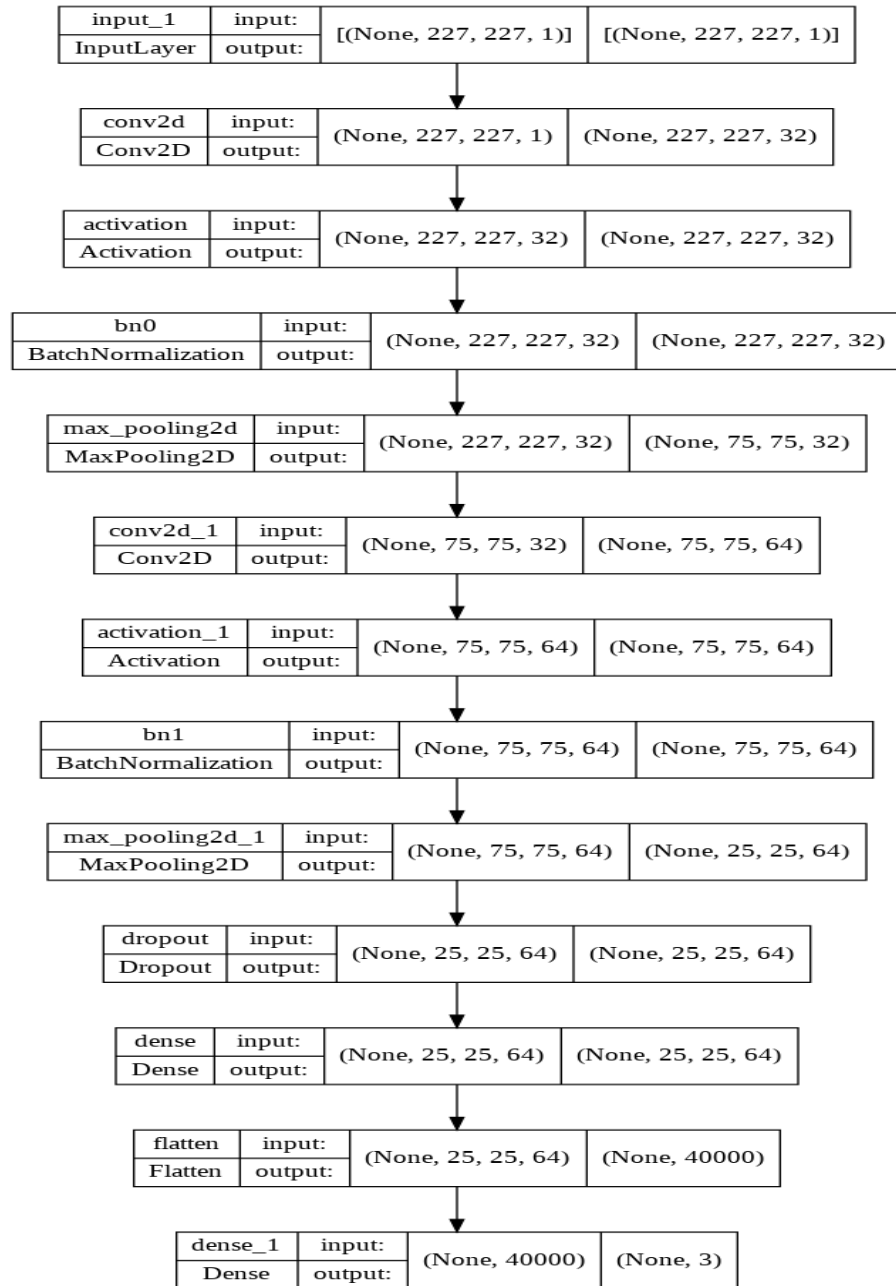 input_1 input: [(None, 227, 227, 1)] [(None, 227, 227, 1)]
InputLayer output:
conv2d input: (None, 227, 227, 1) (None, 227, 227, 32)
Conv2D output:
activation input: (None, 227, 227, 32) (None, 227, 227, 32)
Activation output:
bn0 input: (None, 227, 227, 32) (None, 227, 227, 32)
BatchNormalization output:
max_pooling2d input: (None, 227, 227, 32) (None, 75, 75, 32)
MaxPooling2D output:
conv2d_1 input: (None, 75, 75, 32) (None, 75, 75, 64)
Conv2D output:
activation_1 input: (None, 75, 75, 64) (None, 75, 75, 64)
Activation output:
bn1 input: (None, 75, 75, 64) (None, 75, 75, 64)
BatchNormalization output:
max_pooling2d_1 input: (None, 75, 75, 64) (None, 25, 25, 64)
MaxPooling2D output:
dropout input: (None, 25, 25, 64) (None, 25, 25, 64)
Dropout output:
dense input: (None, 25, 25, 64) (None, 25, 25, 64)
Dense output:
flatten input: (None, 25, 25, 64) (None, 40000)
Flatten output:
dense_1 input: (None, 40000) (None, 3)
Dense output: